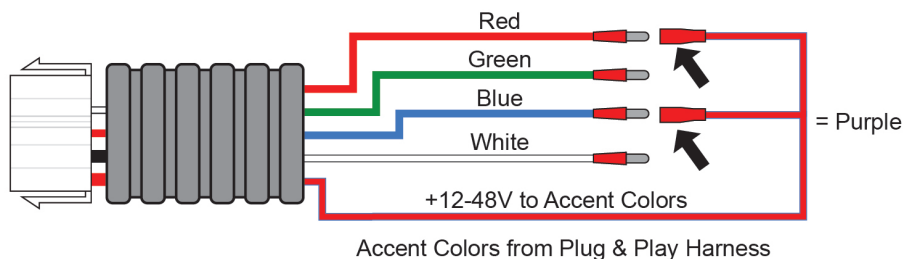 Red
Green
Blue
White
= Purple
+12-48V to Accent Colors
Accent Colors from Plug & Play Harness